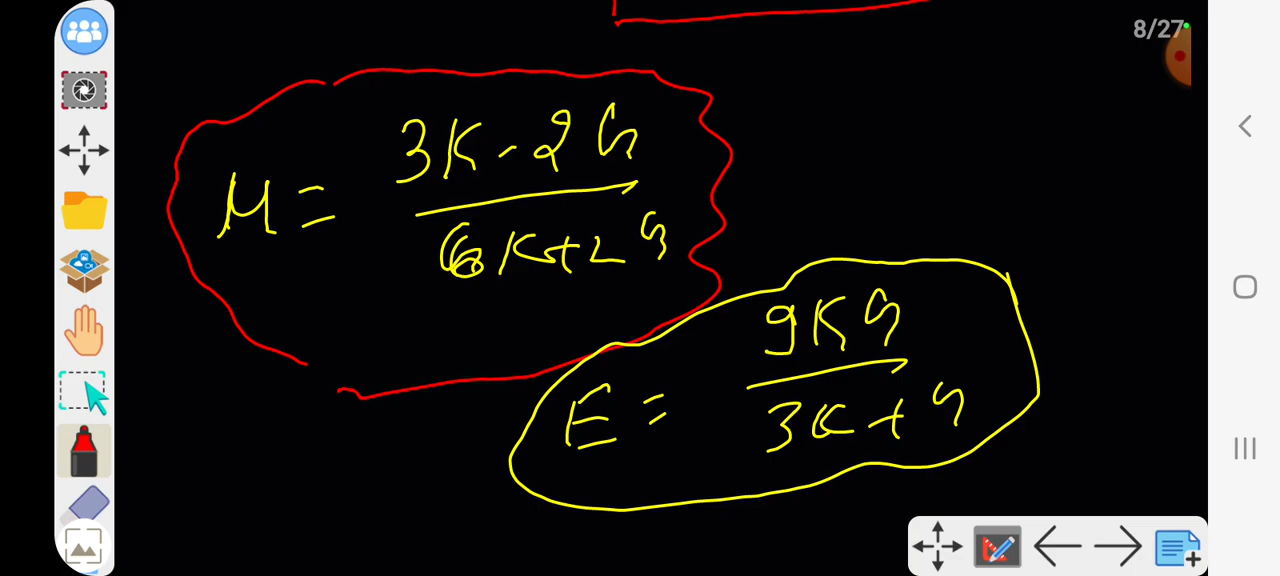 8/27
μ = 3K - 2G
6K + 2G
E = 9KG
3K + G